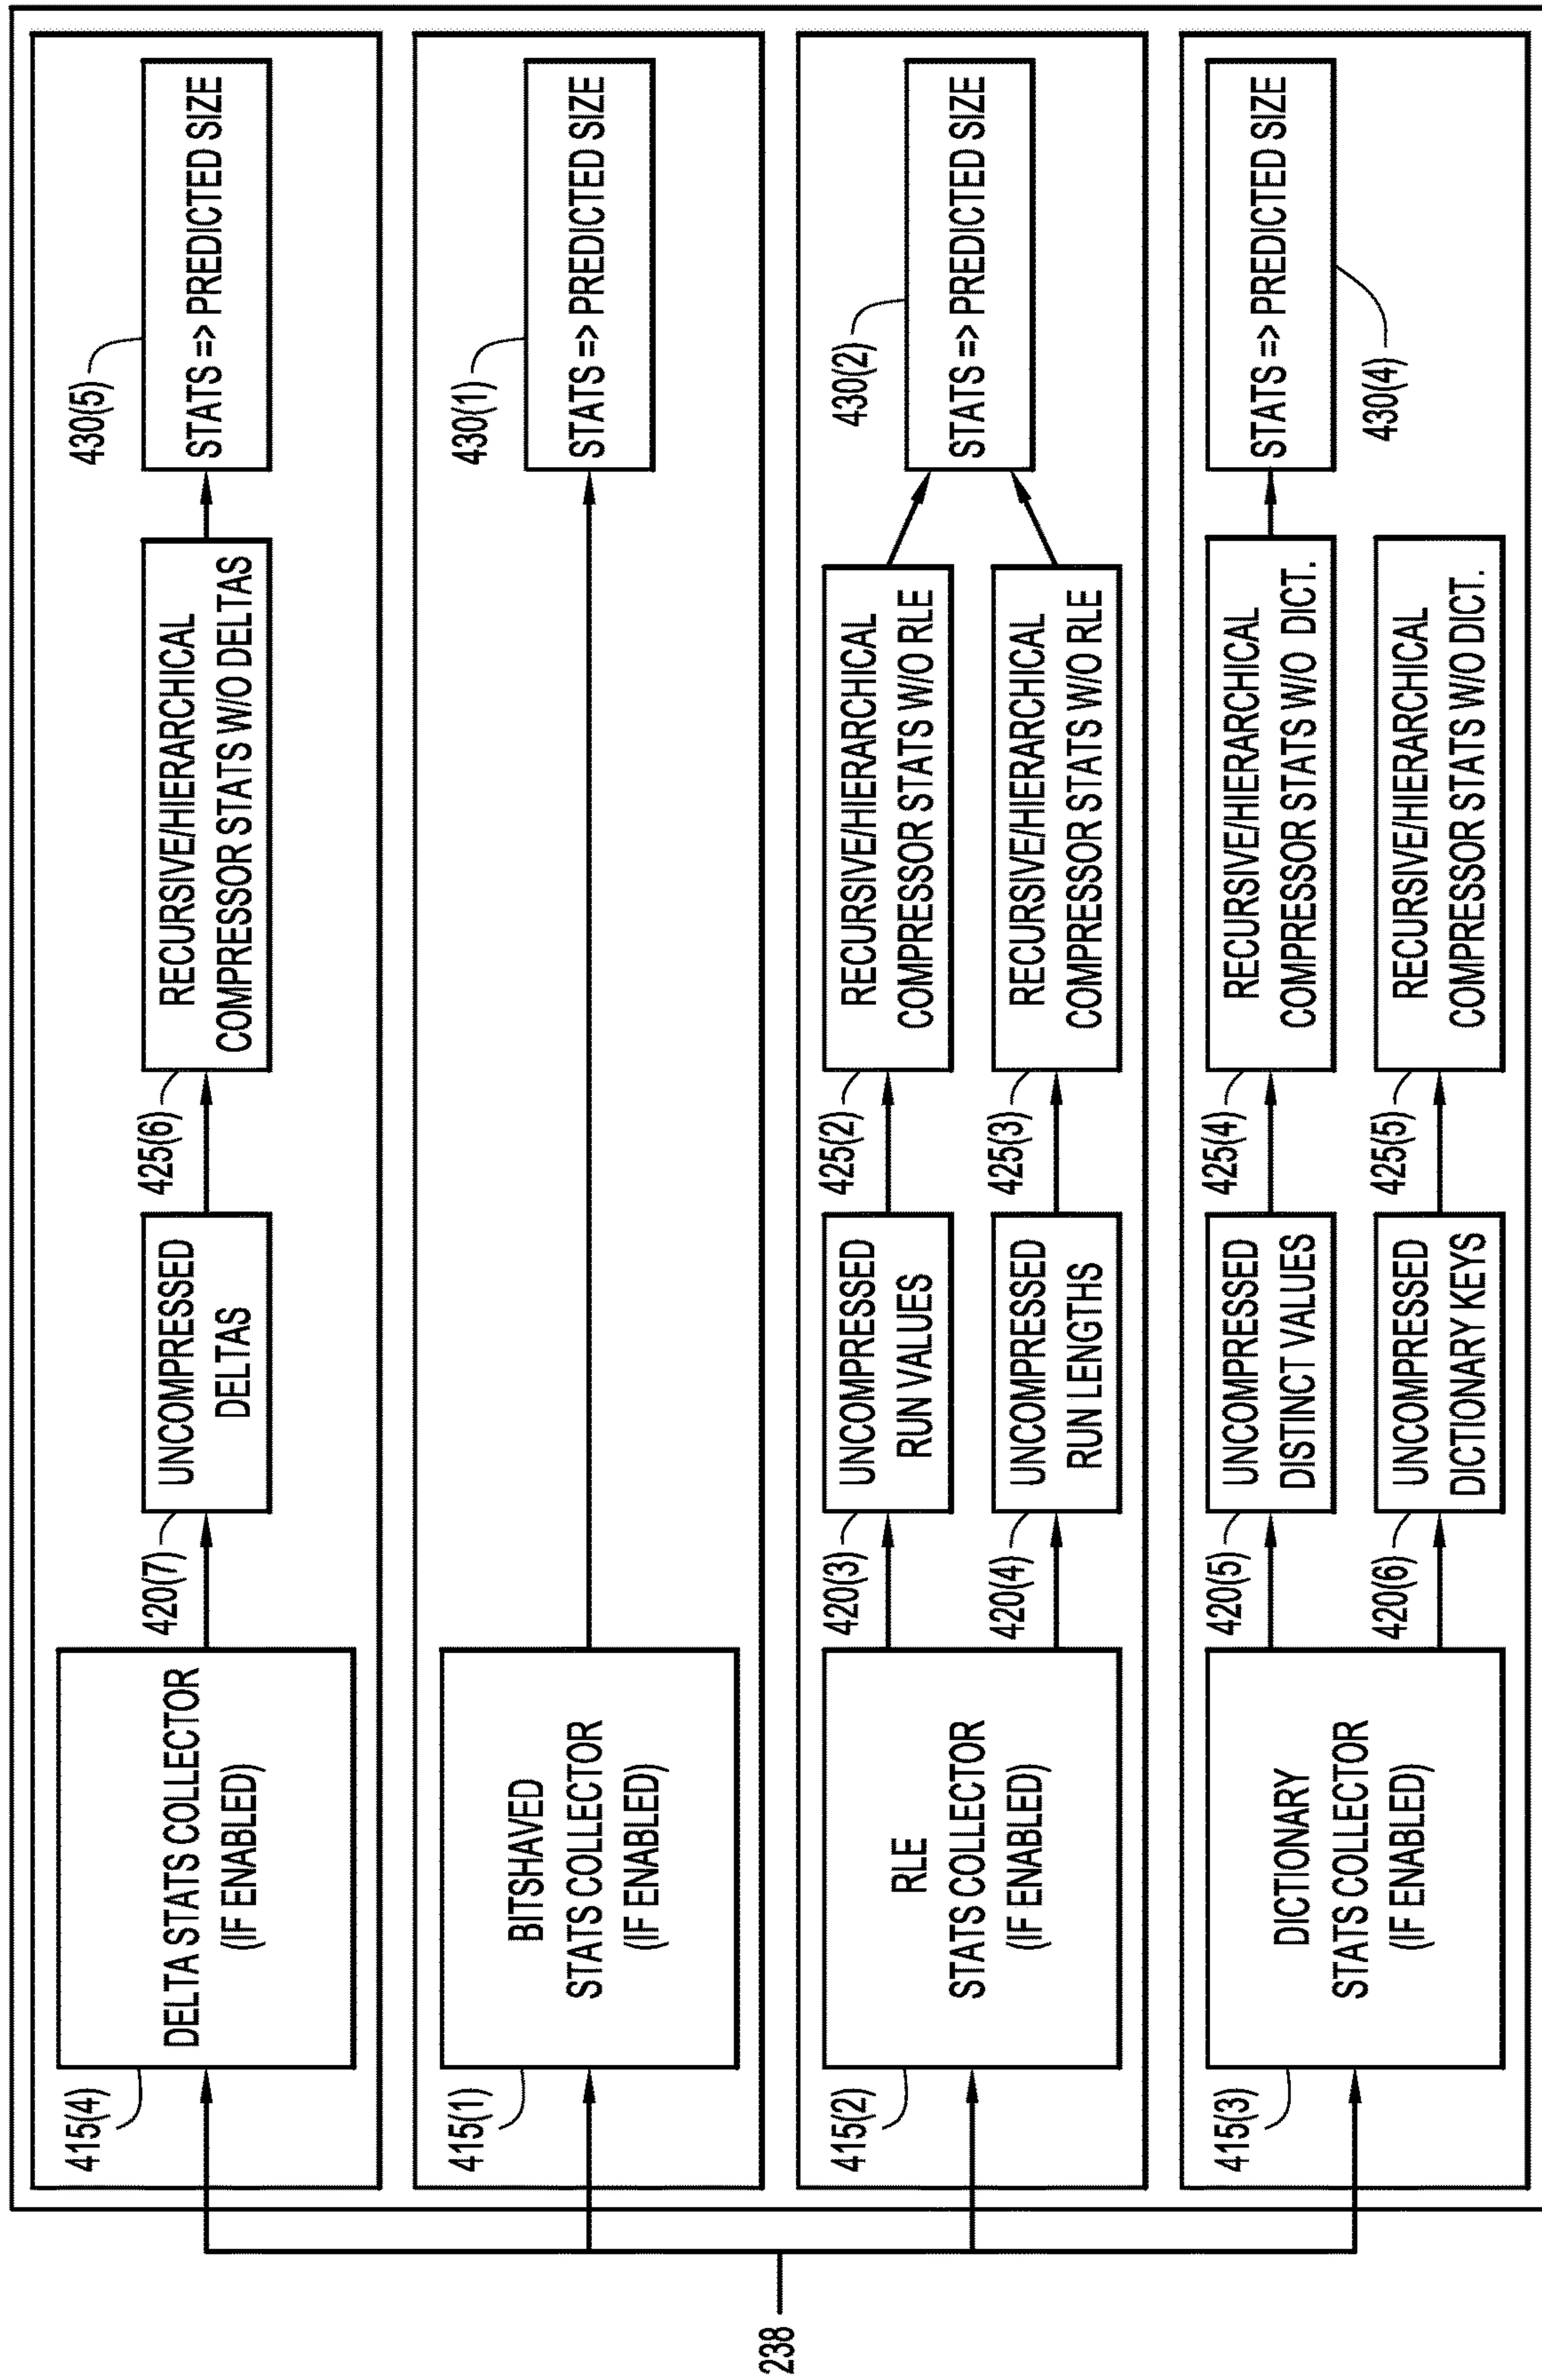 238
415(4)
DELTA STATS COLLECTOR
(IF ENABLED)
420(7)
UNCOMPRESSED
DELTAS
425(6)
RECURSIVE/HIERARCHICAL
COMPRESSOR STATS W/O DELTAS
430(5)
STATS => PREDICTED SIZE
415(1)
BITSHAVED
STATS COLLECTOR
(IF ENABLED)
430(1)
STATS => PREDICTED SIZE
415(2)
RLE
STATS COLLECTOR
(IF ENABLED)
420(3)
UNCOMPRESSED
RUN VALUES
425(2)
RECURSIVE/HIERARCHICAL
COMPRESSOR STATS W/O RLE
420(4)
UNCOMPRESSED
RUN LENGTHS
425(3)
RECURSIVE/HIERARCHICAL
COMPRESSOR STATS W/O RLE
430(2)
STATS => PREDICTED SIZE
415(3)
DICTIONARY
STATS COLLECTOR
(IF ENABLED)
420(5)
UNCOMPRESSED
DISTINCT VALUES
425(4)
RECURSIVE/HIERARCHICAL
COMPRESSOR STATS W/O DICT.
STATS => PREDICTED SIZE
430(4)
420(6)
UNCOMPRESSED
DICTIONARY KEYS
425(5)
RECURSIVE/HIERARCHICAL
COMPRESSOR STATS W/O DICT.